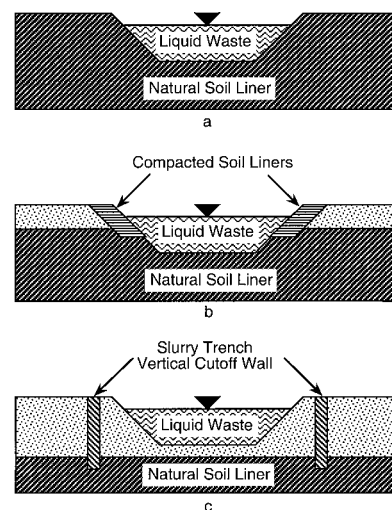 Liquid Waste
Natural Soil Liner
a
Compacted Soil Liners
Liquid Waste
Natural Soil Liner
b
Slurry Trench
Vertical Cutoff Wall
Liquid Waste
Natural Soil Liner
c